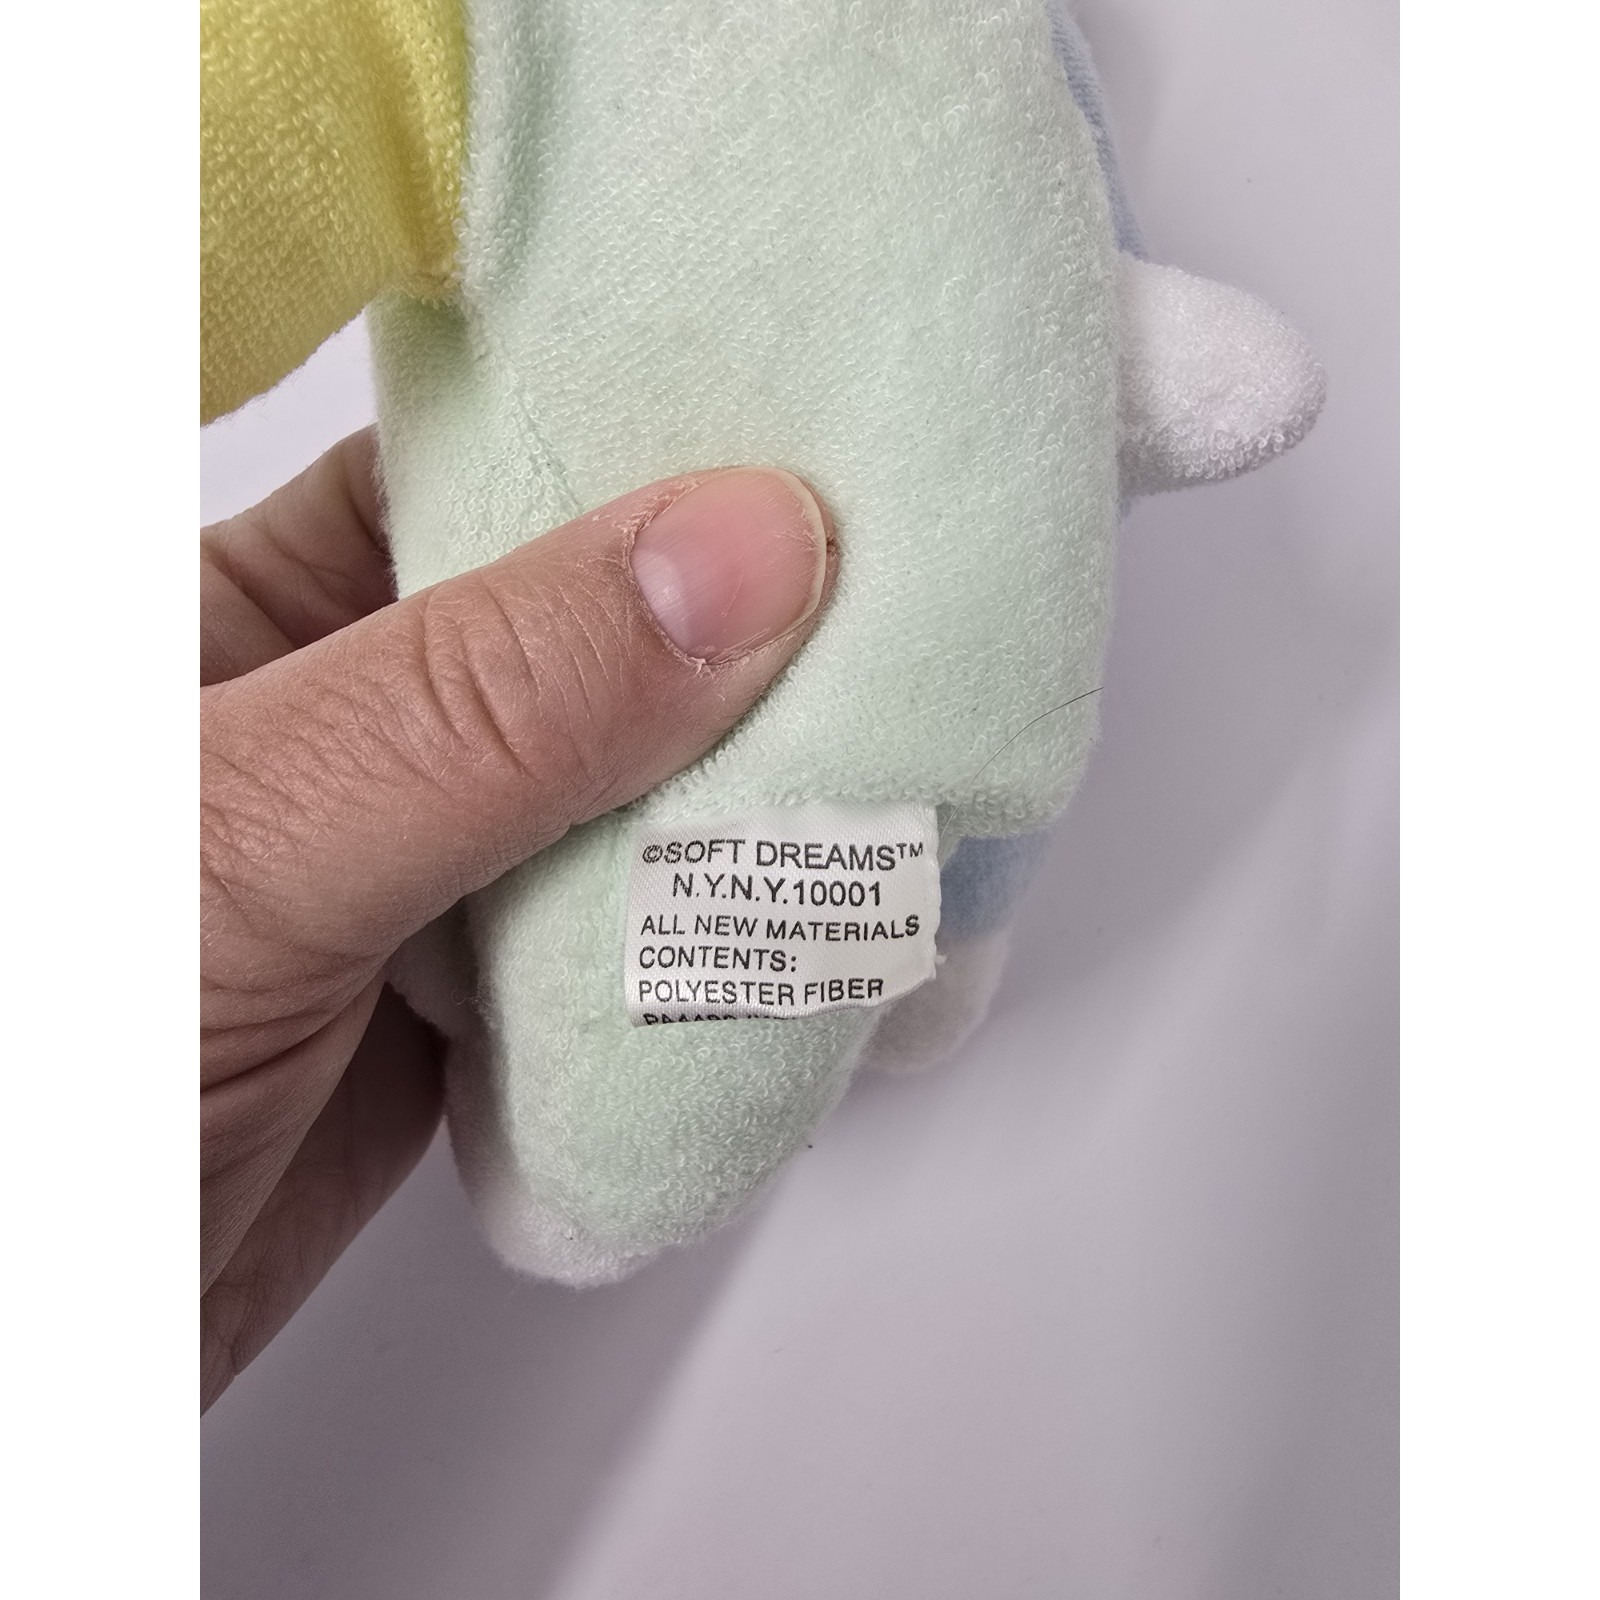 ©SOFT DREAMS™
N.Y.N.Y.10001
ALL NEW MATERIALS
CONTENTS:
POLYESTER FIBER